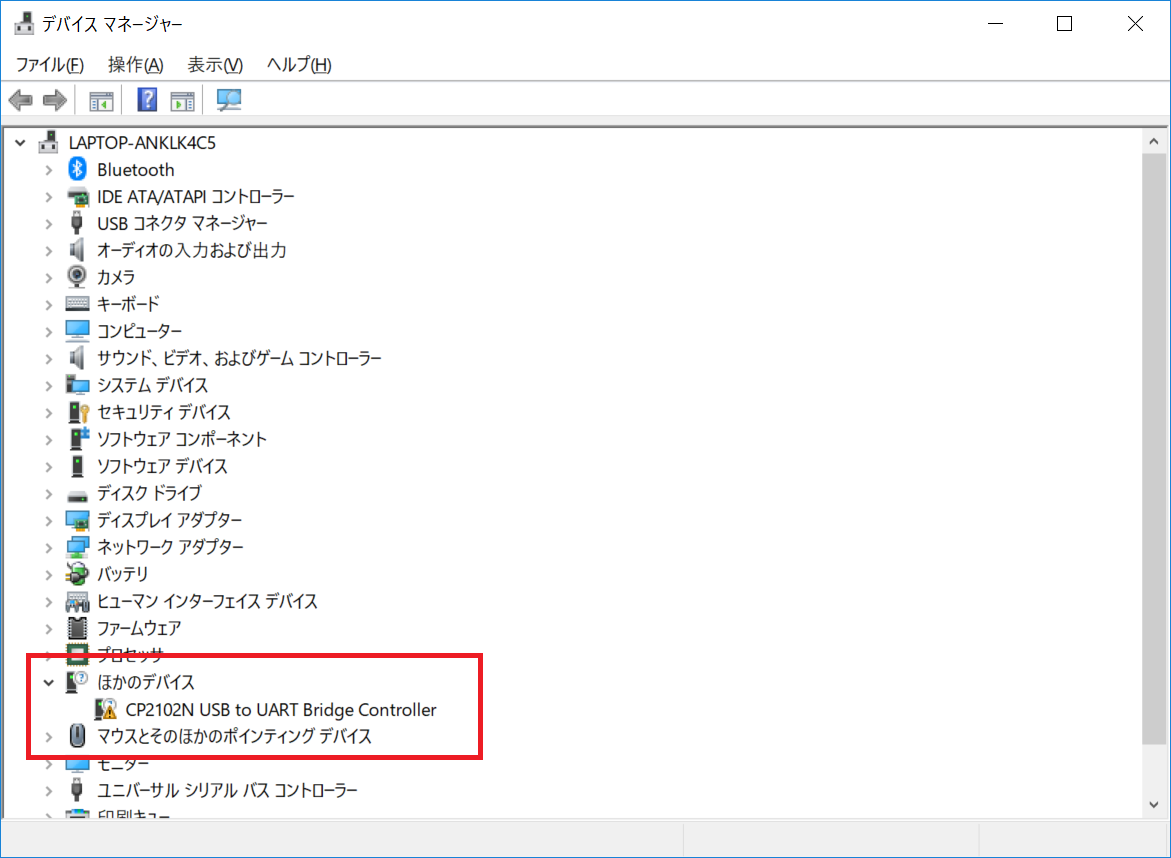 デバイス マネージャー
ファイル(F) 操作(A) 表示(V) ヘルプ(H)
LAPTOP-ANKLK4C5
Bluetooth
IDE ATA/ATAPI コントローラー
USB コネクタ マネージャー
オーディオの入力および出力
カメラ
キーボード
コンピューター
サウンド、ビデオ、およびゲーム コントローラー
システム デバイス
セキュリティ デバイス
ソフトウェア コンポーネント
ソフトウェア デバイス
ディスク ドライブ
ディスプレイ アダプター
ネットワーク アダプター
バッテリ
ヒューマン インターフェイス デバイス
ファームウェア
プロセッサ
ほかのデバイス
CP2102N USB to UART Bridge Controller
マウスとそのほかのポインティング デバイス
モニター
ユニバーサル シリアル バス コントローラー
印刷キュー